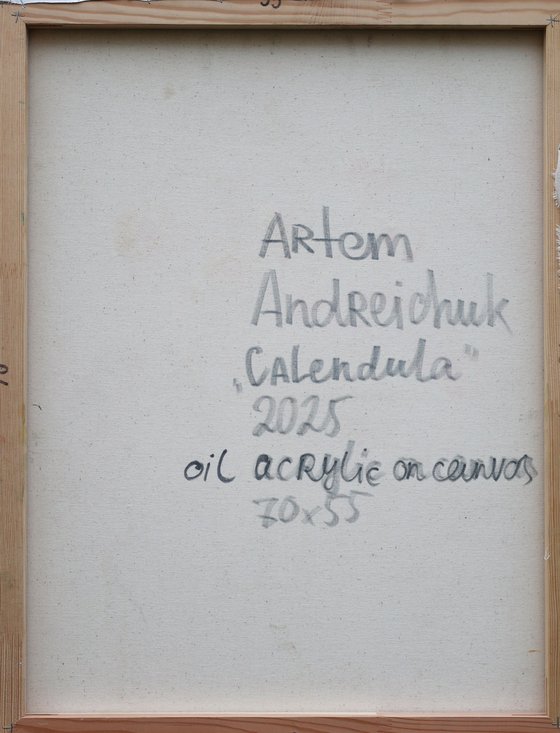 Artem
Andreichuk
„Calendula"
2025
oil acrylic on canvas
70x55